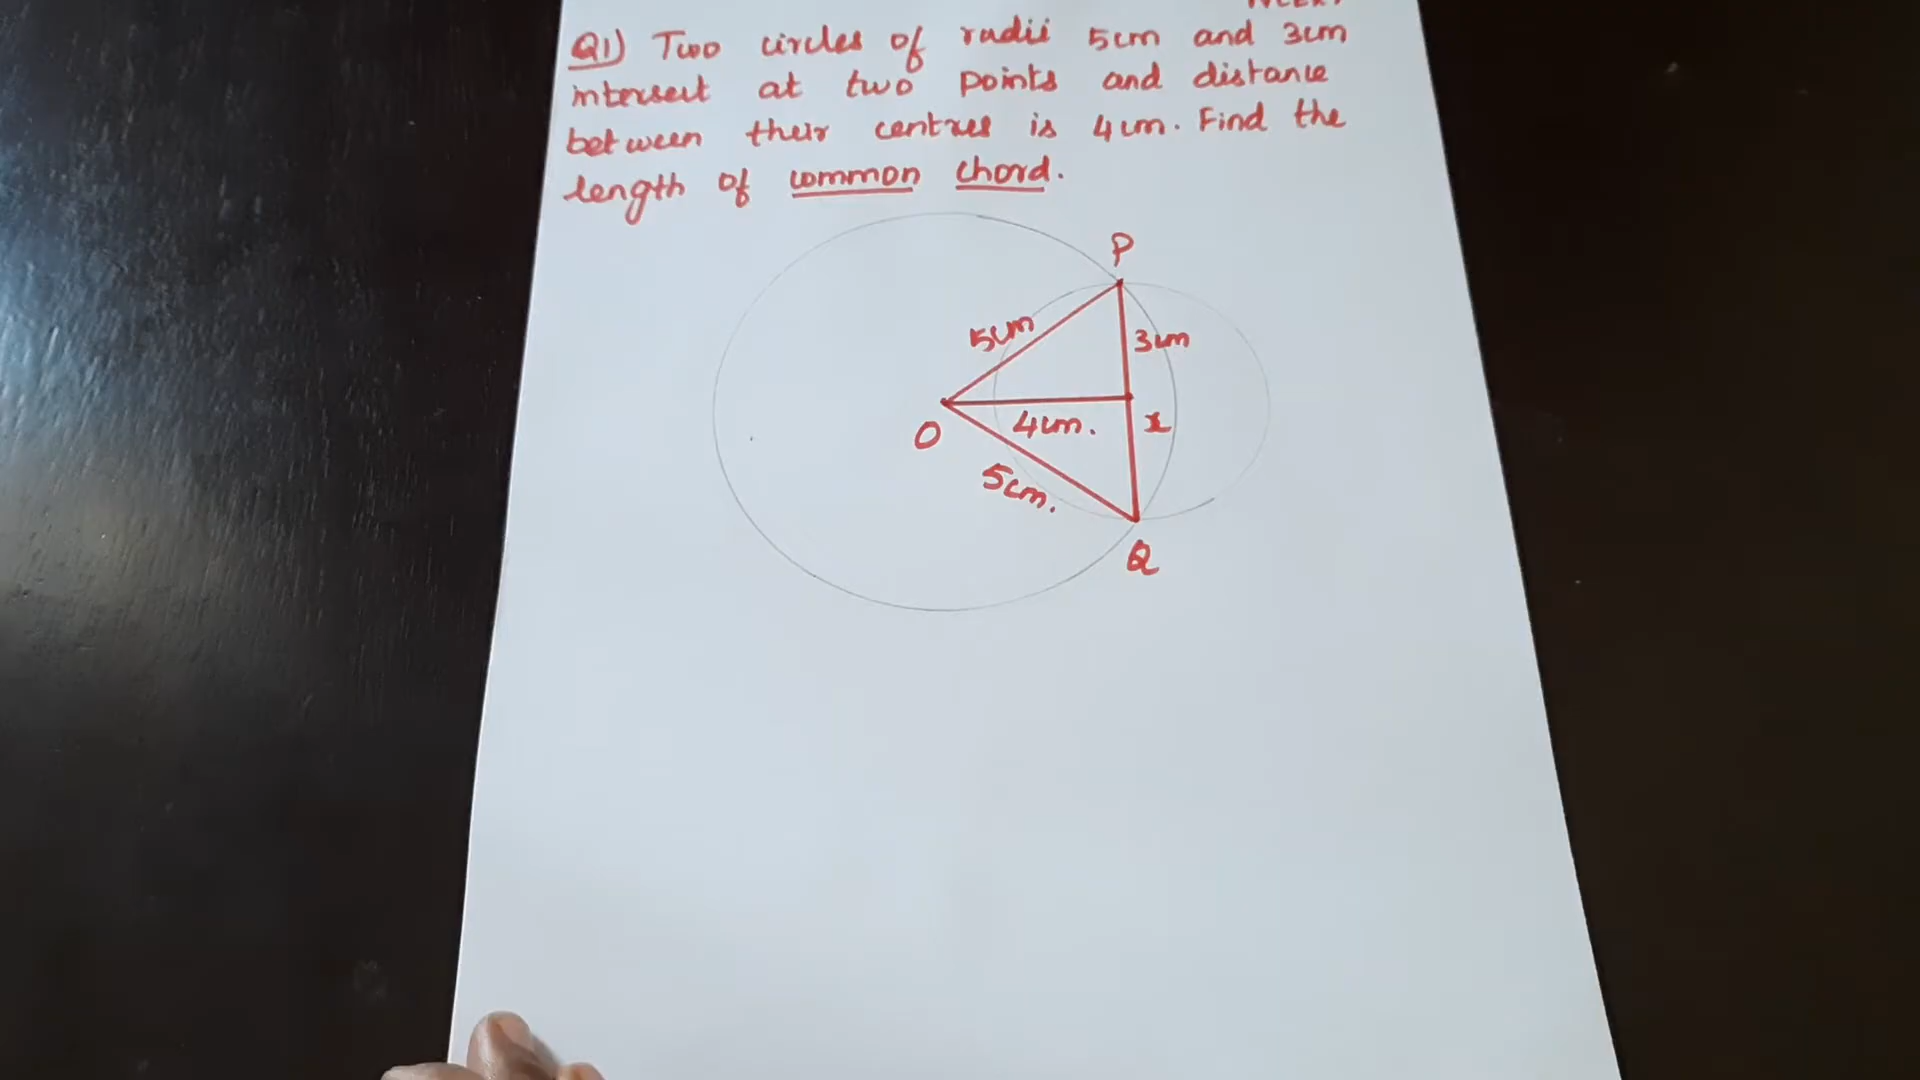 Q1) Two circles of radii 5cm and 3cm
intersect at two points and distance
between their centres is 4cm. Find the
length of common chord.
P
5cm
3cm
O
4cm.
x
5cm.
Q